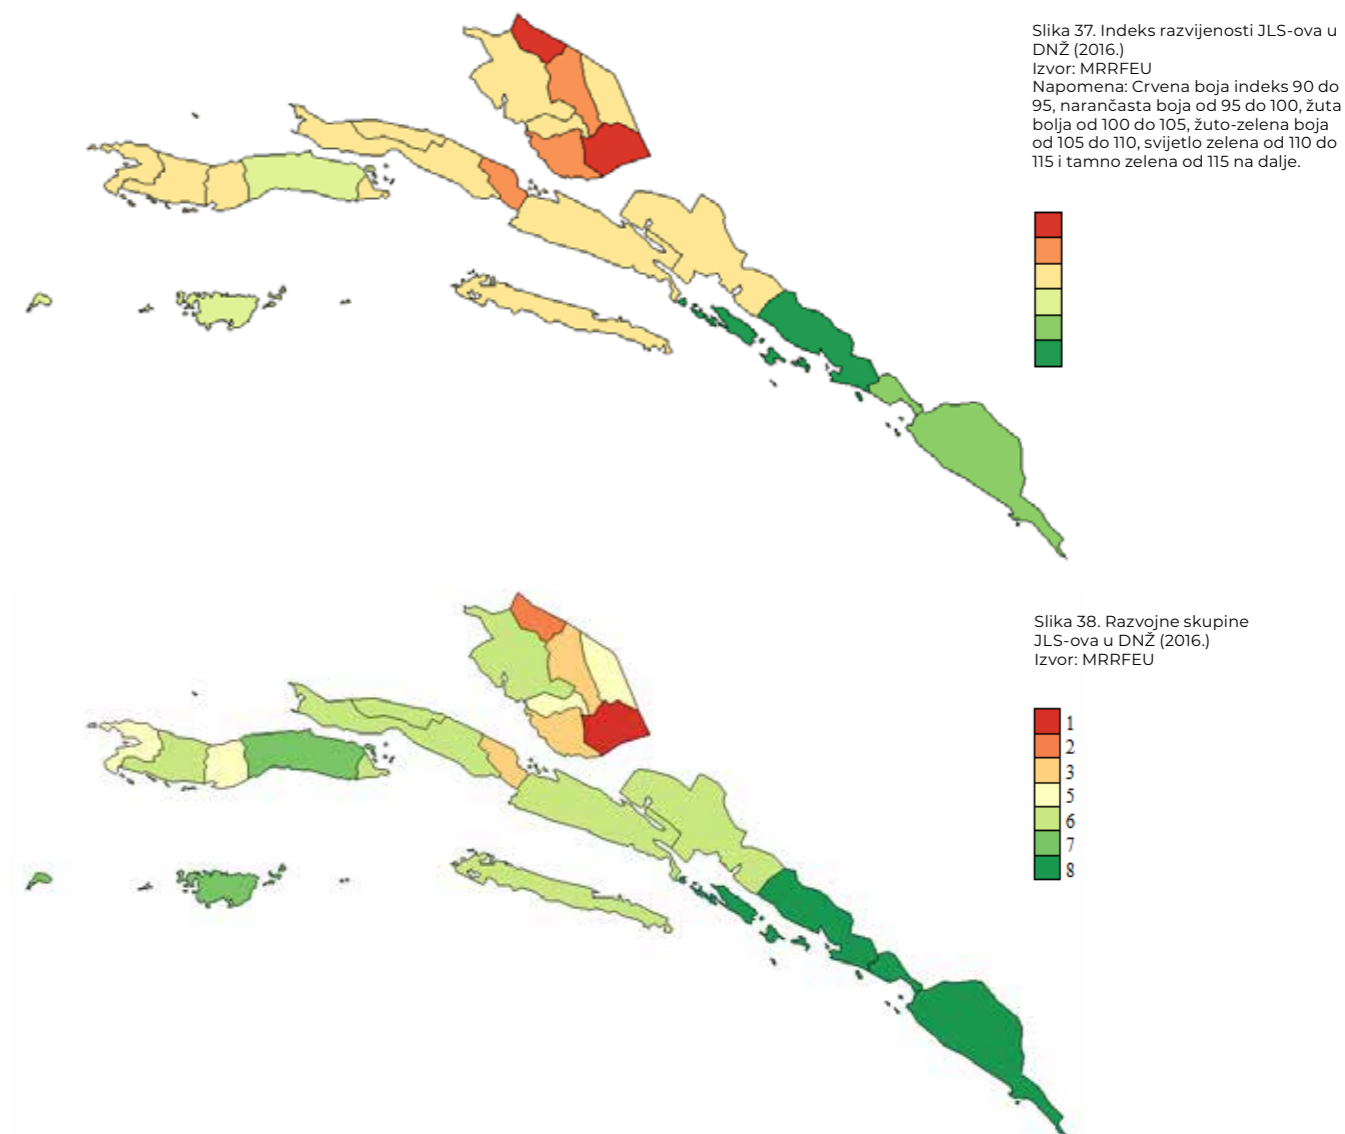 Slika 37. Indeks razvijenosti JLS-ova u
DNŽ (2016.)
Izvor: MRRFEU
Napomena: Crvena boja indeks 90 do
95, narančasta boja od 95 do 100, žuta
bolja od 100 do 105, žuto-zelena boja
od 105 do 110, svijetlo zelena od 110 do
115 i tamno zelena od 115 na dalje.
Slika 38. Razvojne skupine
JLS-ova u DNŽ (2016.)
Izvor: MRRFEU
1
2
3
5
6
7
8